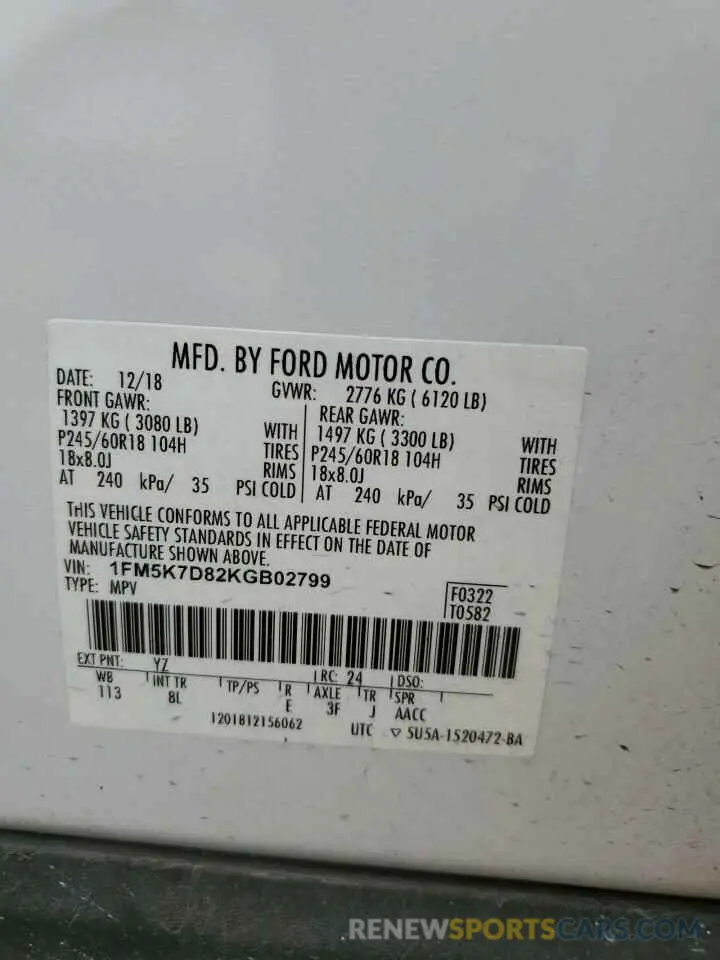 MFD. BY FORD MOTOR CO.
DATE: 12/18 GVWR: 2776 KG ( 6120 LB)
FRONT GAWR: REAR GAWR:
1397 KG ( 3080 LB) WITH 1497 KG ( 3300 LB) WITH
P245/60R18 104H TIRES P245/60R18 104H TIRES
18x8.0J RIMS 18x8.0J RIMS
AT 240 kPa/ 35 PSI COLD AT 240 kPa/ 35 PSI COLD
THIS VEHICLE CONFORMS TO ALL APPLICABLE FEDERAL MOTOR
VEHICLE SAFETY STANDARDS IN EFFECT ON THE DATE OF
MANUFACTURE SHOWN ABOVE.
VIN: 1FM5K7D82KGB02799
TYPE: MPV F0322
T0582
EXT PNT: YZ RC: 24 DSO:
WB INT TR TP/PS R AXLE TR SPR
113 8L E 3F J AACC
1201812156062 UTC ▽ 5U5A-1520472-BA
RENEWSPORTSCARS.COM